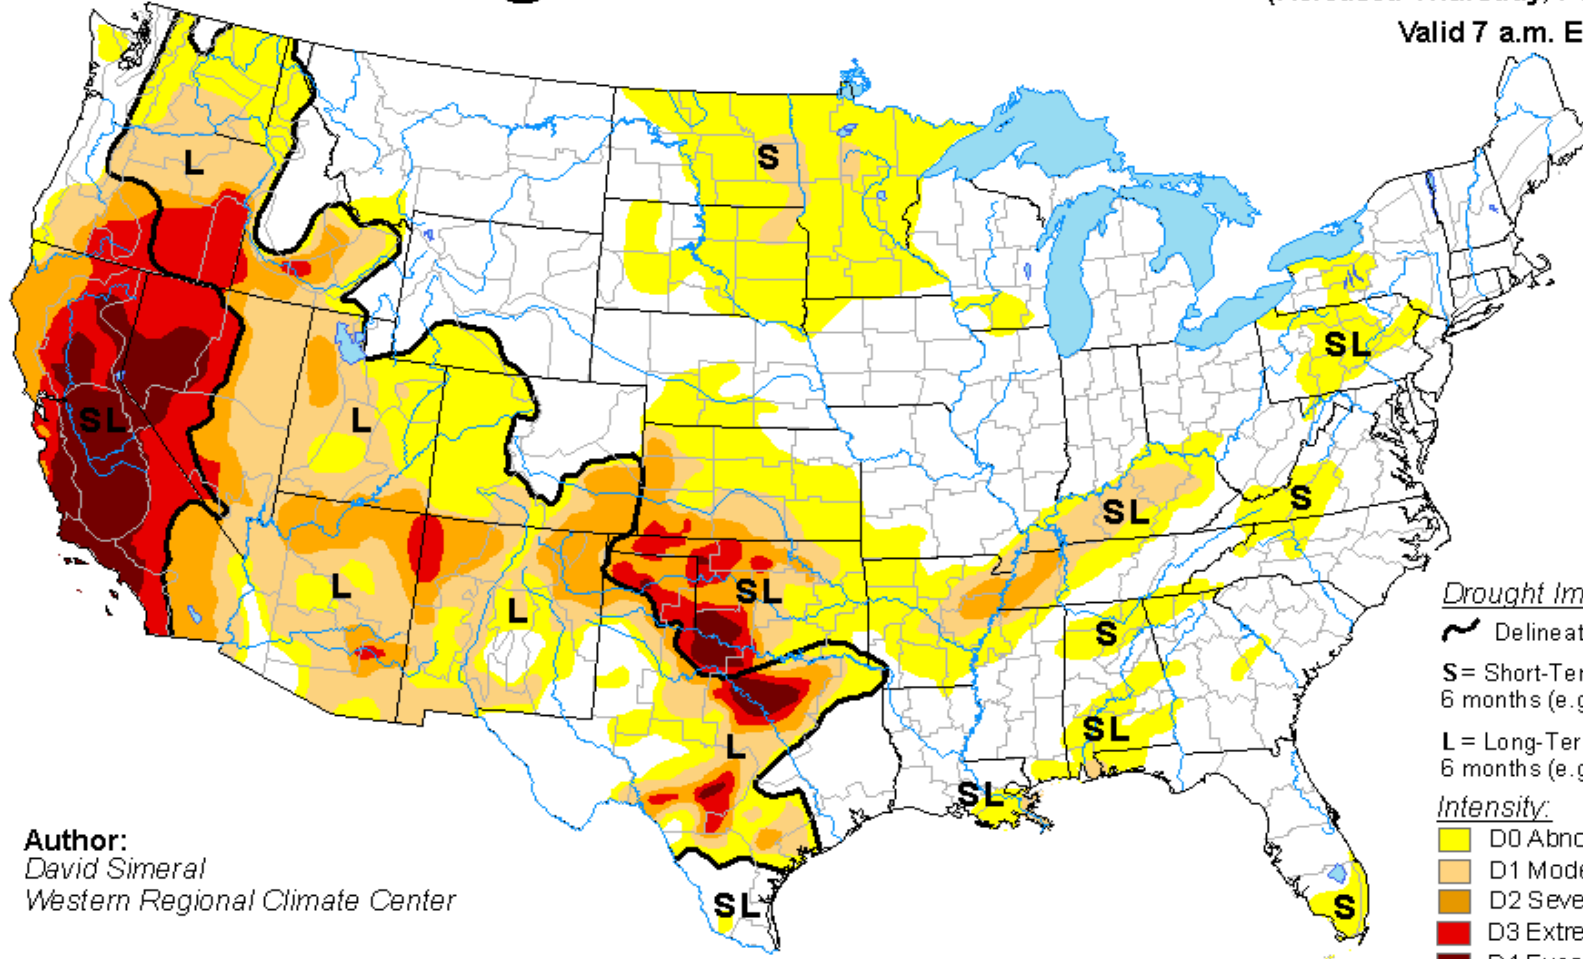 Valid 7 a.m. E
L
S
SL
SL
L
SL
S
L
L
SL
S
SL
L
SL
SL
S
Drought Im
Delineat
S = Short-Ter
6 months (e.g
L = Long-Ter
6 months (e.g
Intensity:
D0 Abno
D1 Mode
D2 Seve
D3 Extre
Author:
David Simeral
Western Regional Climate Center